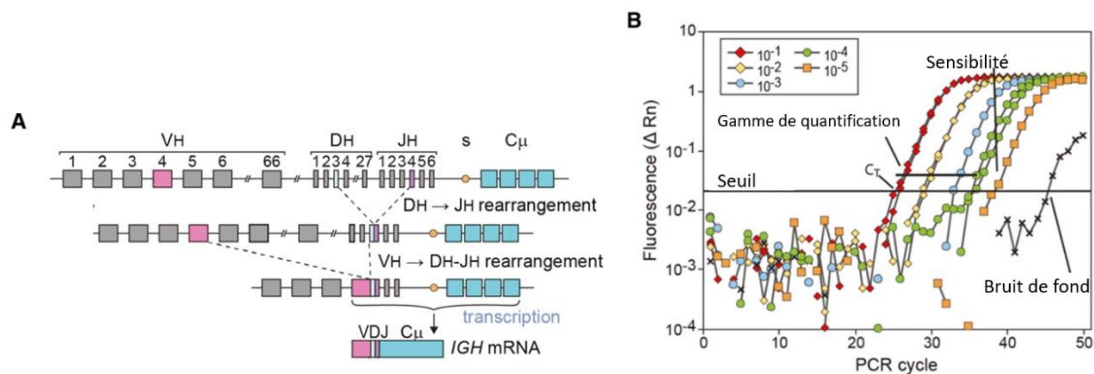 A
VH
DH
JH
s
Cμ
1 2 3 4 5 6 66
1234 27 123456
DH → JH rearrangement
VH → DH-JH rearrangement
transcription
VDJ Cμ
IGH mRNA
B
10
1
10-1
10-2
10-3
10-4
Fluorescence (Δ Rn)
10-1
10-2
10-3
10-4
10-5
Sensibilité
Gamme de quantification
CT
Seuil
Bruit de fond
0 10 20 30 40 50
PCR cycle